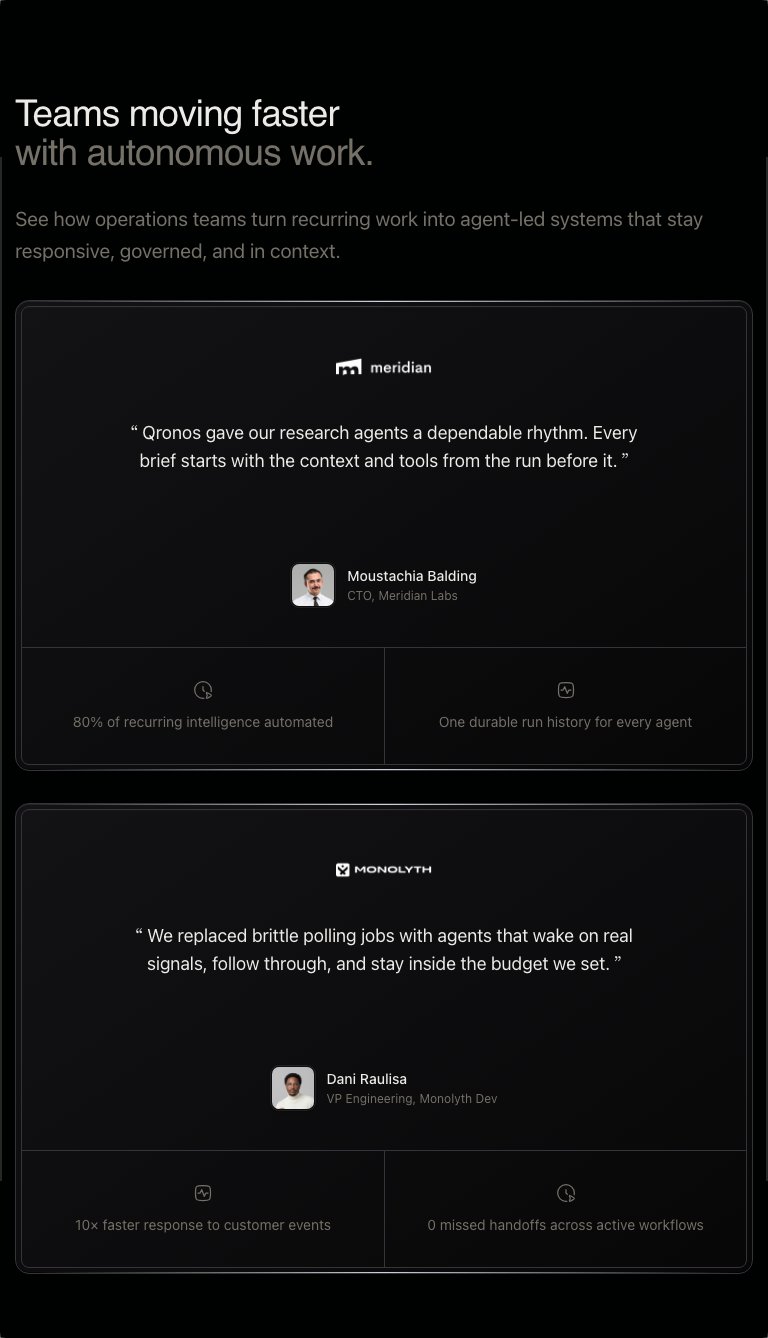 Teams moving faster
with autonomous work.
See how operations teams turn recurring work into agent-led systems that stay
responsive, governed, and in context.
meridian
“ Qronos gave our research agents a dependable rhythm. Every
brief starts with the context and tools from the run before it. ”
Moustachia Balding
CTO, Meridian Labs
80% of recurring intelligence automated
One durable run history for every agent
MONOLYTH
“ We replaced brittle polling jobs with agents that wake on real
signals, follow through, and stay inside the budget we set. ”
Dani Raulisa
VP Engineering, Monolyth Dev
10× faster response to customer events
0 missed handoffs across active workflows